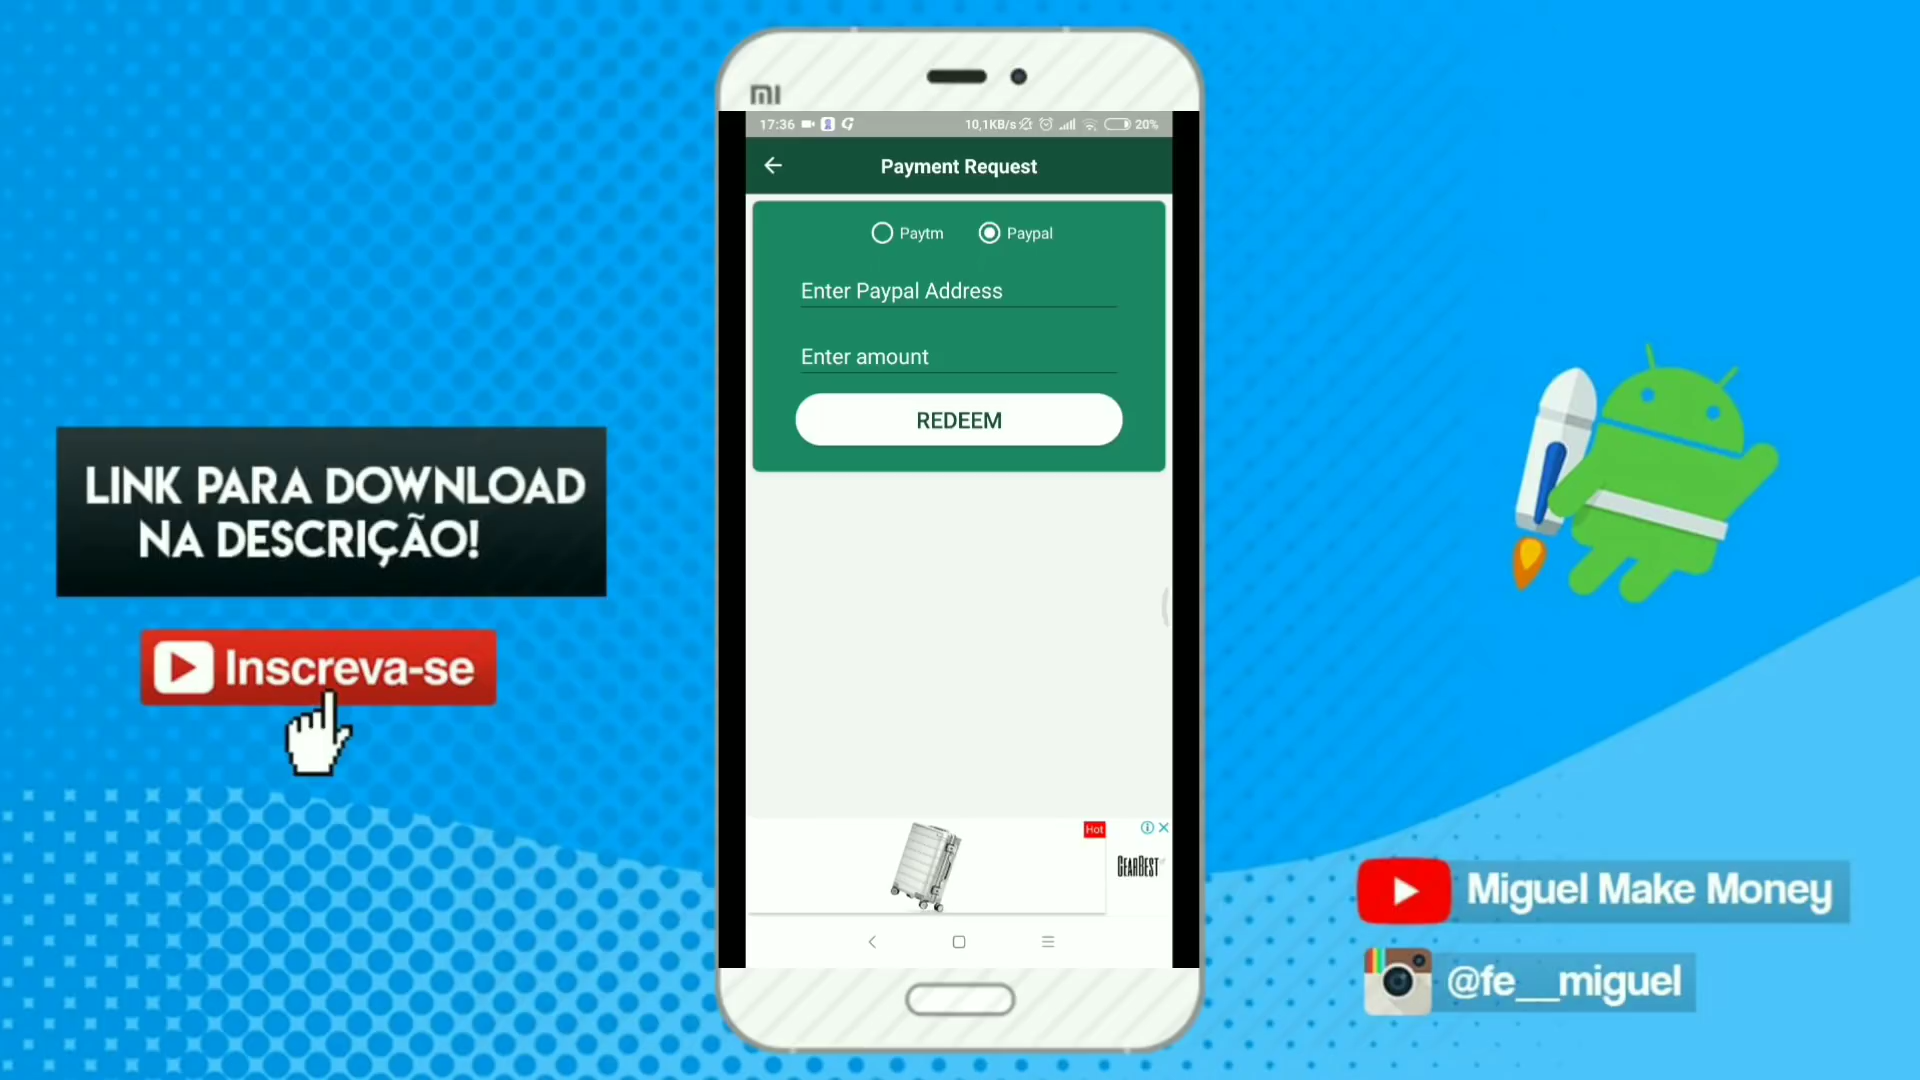 mi
17:36 10,1KB/s 20%
Payment Request
Paytm Paypal
Enter Paypal Address
Enter amount
REDEEM
LINK PARA DOWNLOAD
NA DESCRIÇÃO!
Inscreva-se
Hot
GEARBEST
Miguel Make Money
@fe__miguel